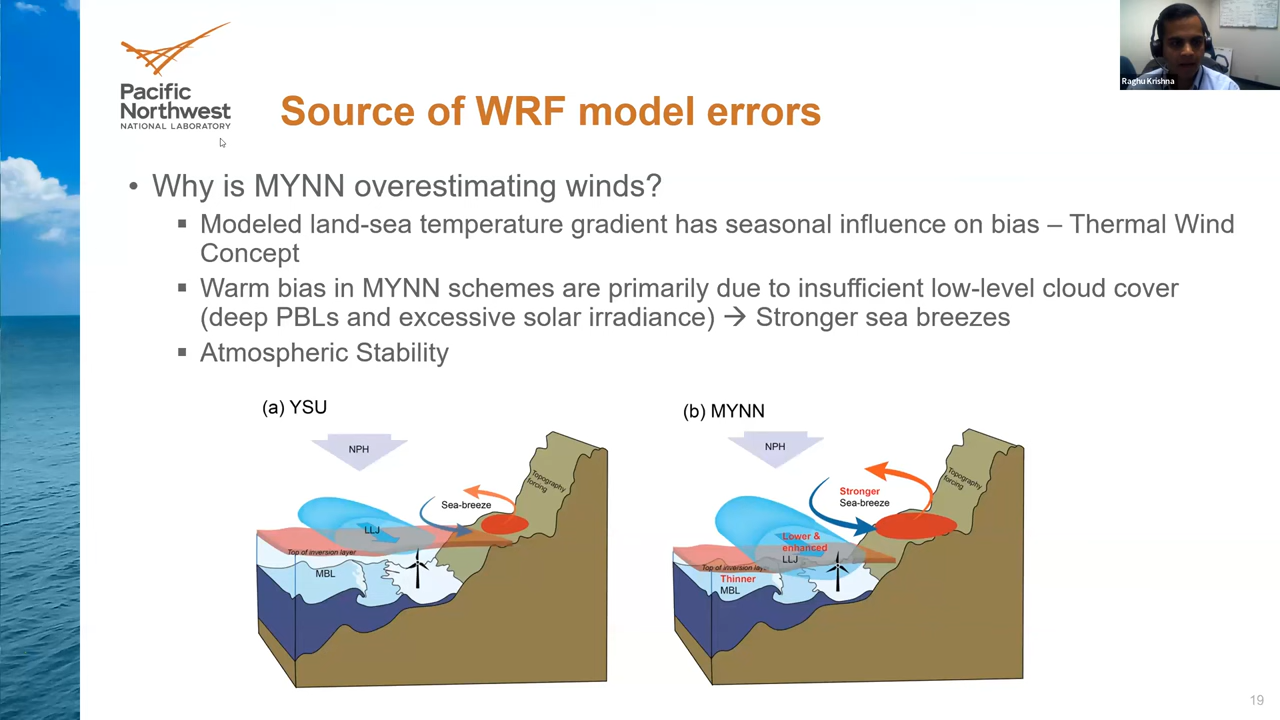 Pacific
Northwest
NATIONAL LABORATORY
Raghu Krishna
Source of WRF model errors
• Why is MYNN overestimating winds?
▪ Modeled land-sea temperature gradient has seasonal influence on bias – Thermal Wind
Concept
▪ Warm bias in MYNN schemes are primarily due to insufficient low-level cloud cover
(deep PBLs and excessive solar irradiance) → Stronger sea breezes
▪ Atmospheric Stability
(a) YSU
NPH
Topography
forcing
Sea-breeze
LLJ
Top of inversion layer
MBL
(b) MYNN
NPH
Topography
forcing
Stronger
Sea-breeze
Lower &
enhanced
LLJ
Top of inversion
Thinner
MBL
19